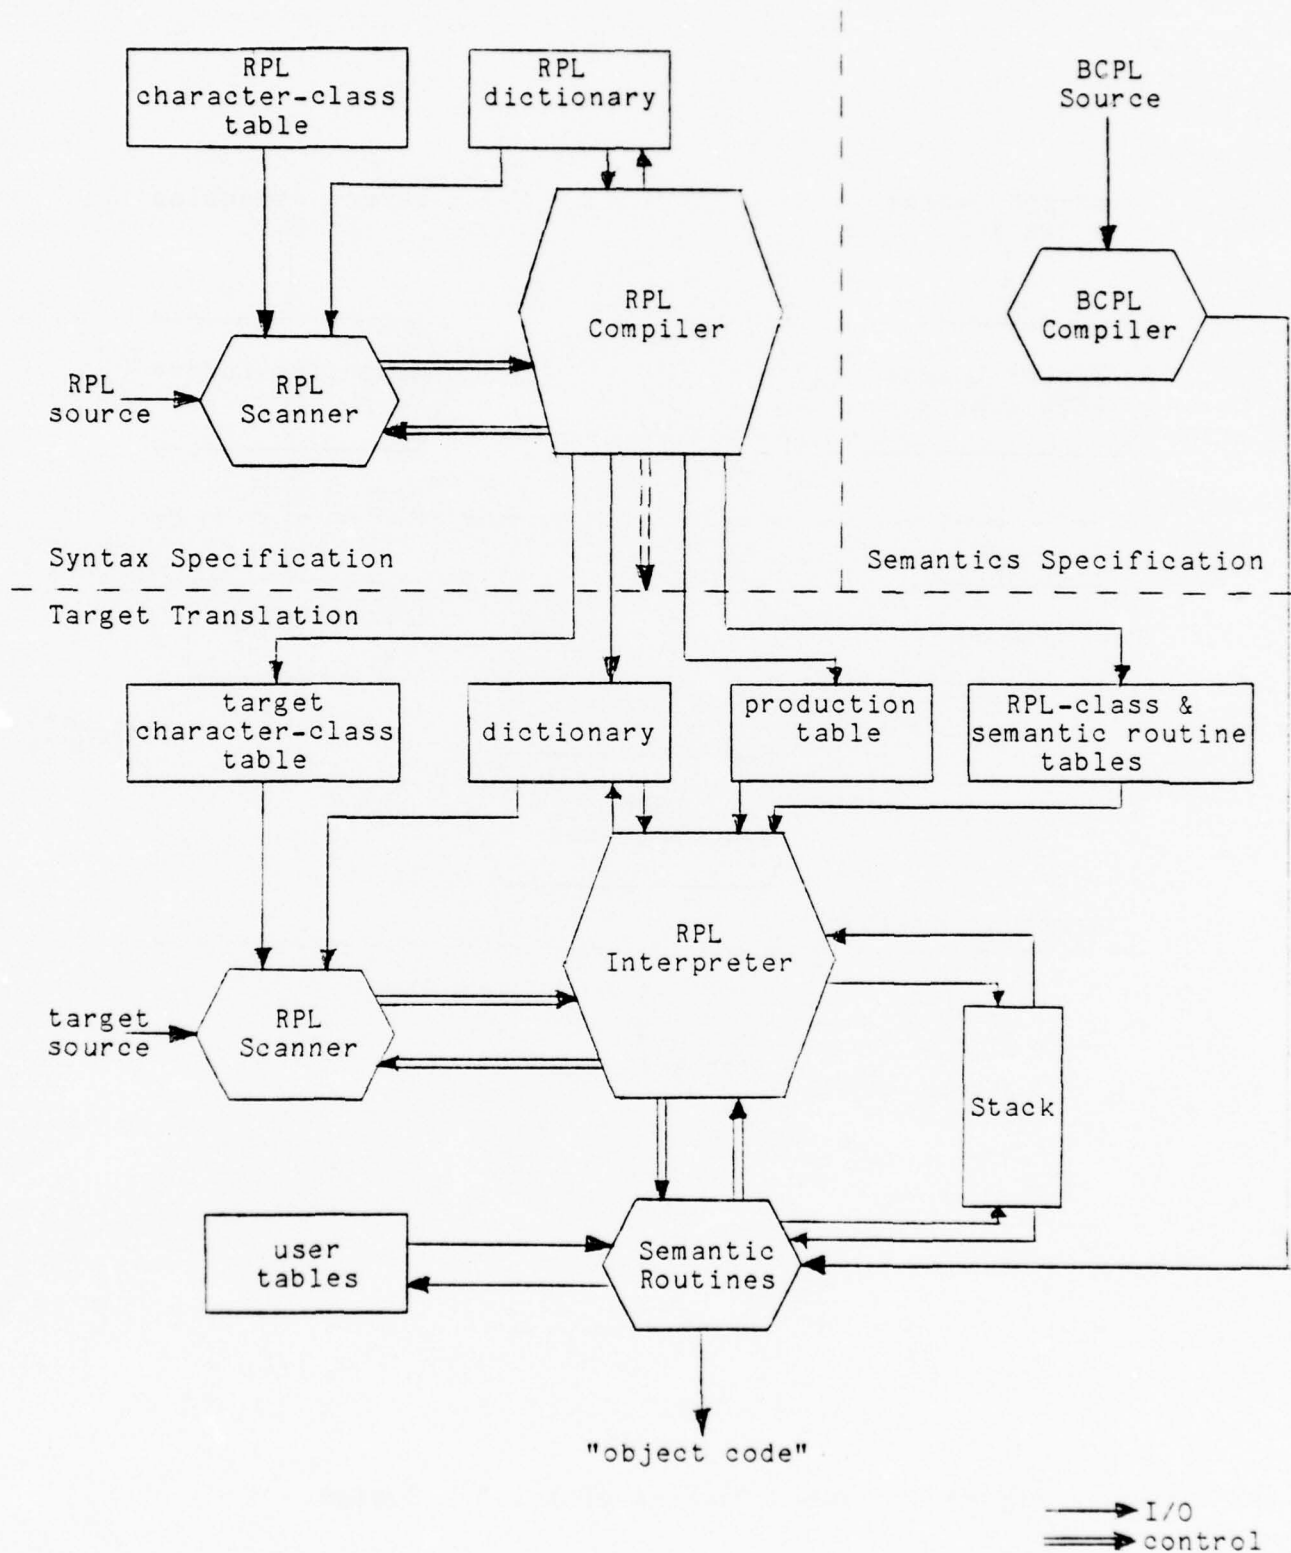 RPL
character-class
table
RPL
dictionary
BCPL
Source
RPL
Compiler
BCPL
Compiler
RPL
source
RPL
Scanner
Syntax Specification
Semantics Specification
Target Translation
target
character-class
table
dictionary
production
table
RPL-class &
semantic routine
tables
RPL
Interpreter
target
source
RPL
Scanner
Stack
user
tables
Semantic
Routines
"object code"
I/O
control